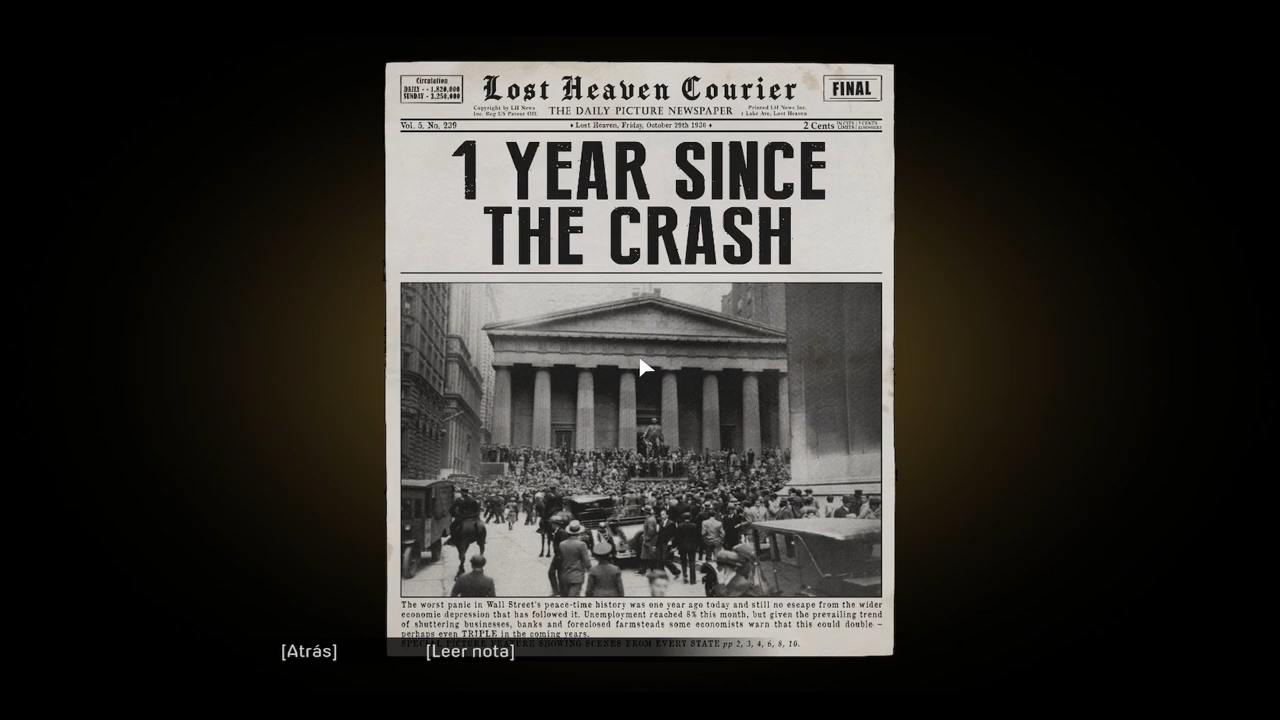 Circulation
DAILY - - 1,820,000
SUNDAY - 3,250,000
Lost Heaven Courier
FINAL
Copyright by LH News
Inc. Reg US Patent Off.
THE DAILY PICTURE NEWSPAPER
Printed LH News Inc.
1 Lake Ave, Lost Heaven
Vol. 5, No, 239
♦ Lost Heaven, Friday, October 29th 1930 ♦
2 Cents
1 YEAR SINCE
THE CRASH
The worst panic in Wall Street's peace-time history was one year ago today and still no escape from the wider
economic depression that has followed it. Unemployment reached 8% this month, but given the prevailing trend
of shuttering businesses, banks and foreclosed farmsteads some economists warn that this could double –
perhaps even TRIPLE in the coming years.
SPECIAL PICTURE FEATURE SHOWING SCENES FROM EVERY STATE pp 2, 3, 4, 6, 8, 10.
[Atrás]
[Leer nota]